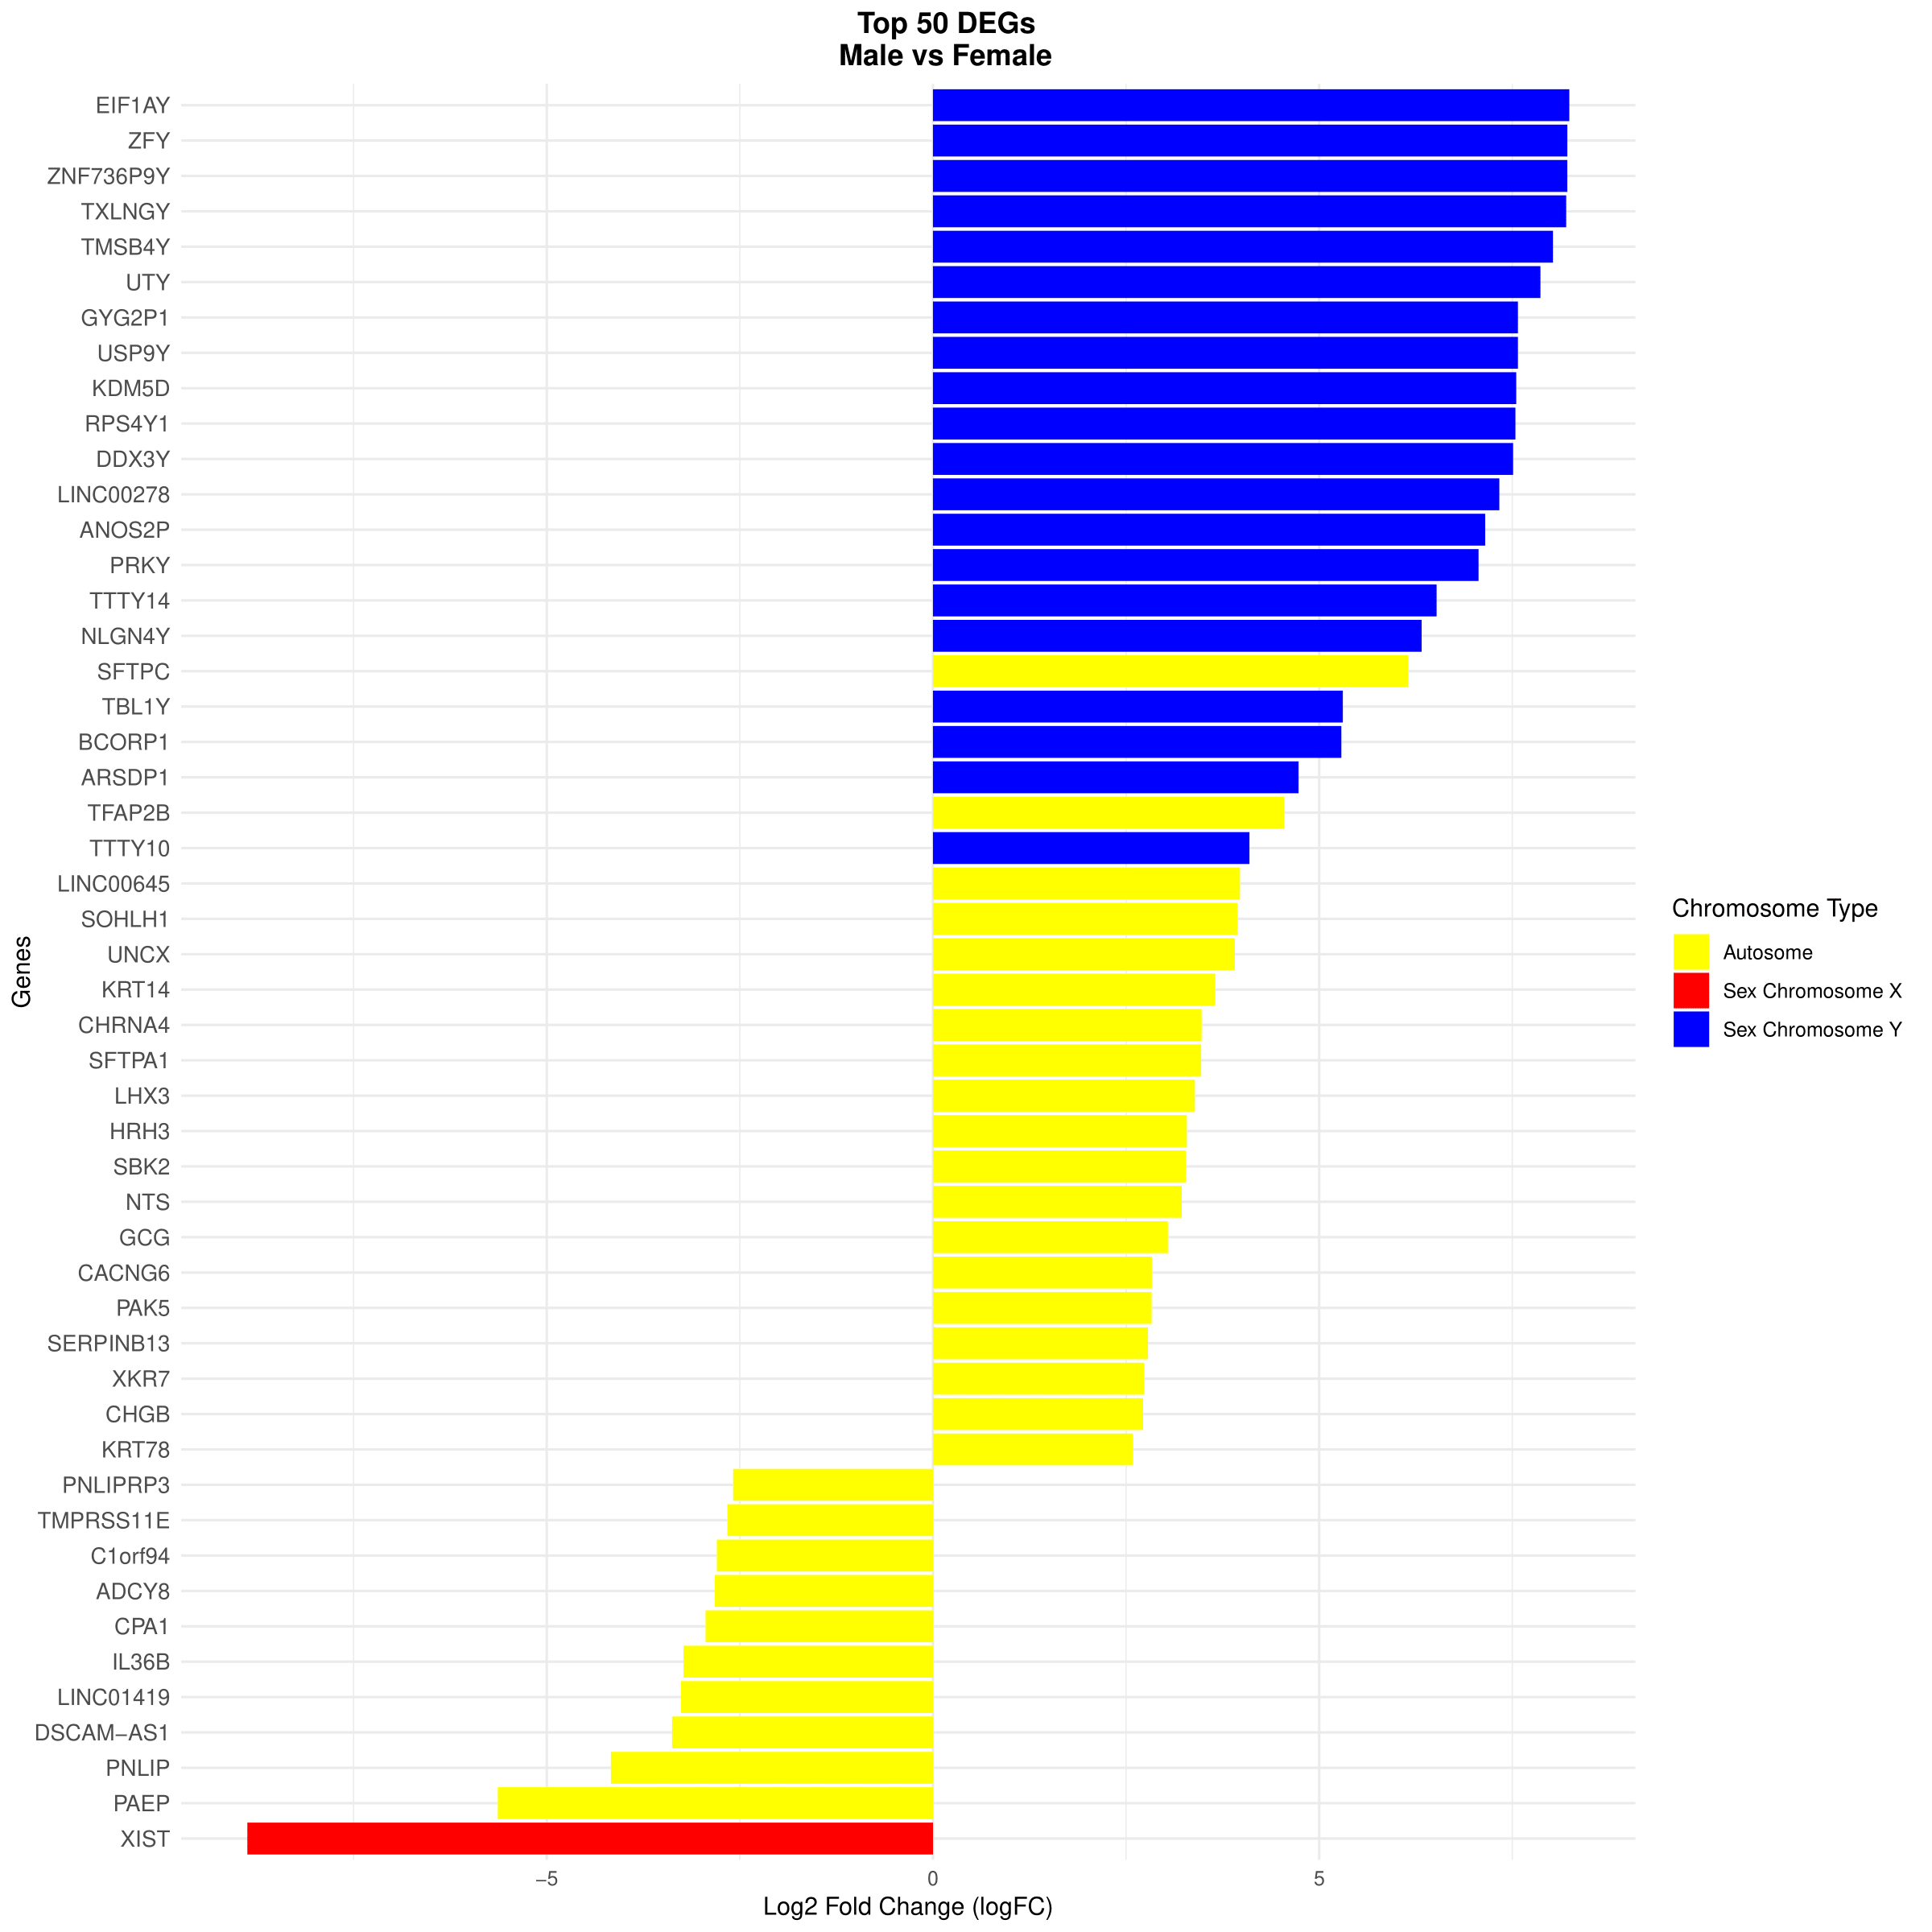 Top 50 DEGs
Male vs Female
EIF1AY
ZFY
ZNF736P9Y
TXLNGY
TMSB4Y
UTY
GYG2P1
USP9Y
KDM5D
RPS4Y1
DDX3Y
LINC00278
ANOS2P
PRKY
TTTY14
NLGN4Y
SFTPC
TBL1Y
BCORP1
ARSDP1
TFAP2B
TTTY10
LINC00645
SOHLH1
UNCX
KRT14
CHRNA4
SFTPA1
LHX3
HRH3
SBK2
NTS
GCG
CACNG6
PAK5
SERPINB13
XKR7
CHGB
KRT78
PNLIPRP3
TMPRSS11E
C1orf94
ADCY8
CPA1
IL36B
LINC01419
DSCAM−AS1
PNLIP
PAEP
XIST
Genes
−5 0 5
Log2 Fold Change (logFC)
Chromosome Type
Autosome
Sex Chromosome X
Sex Chromosome Y